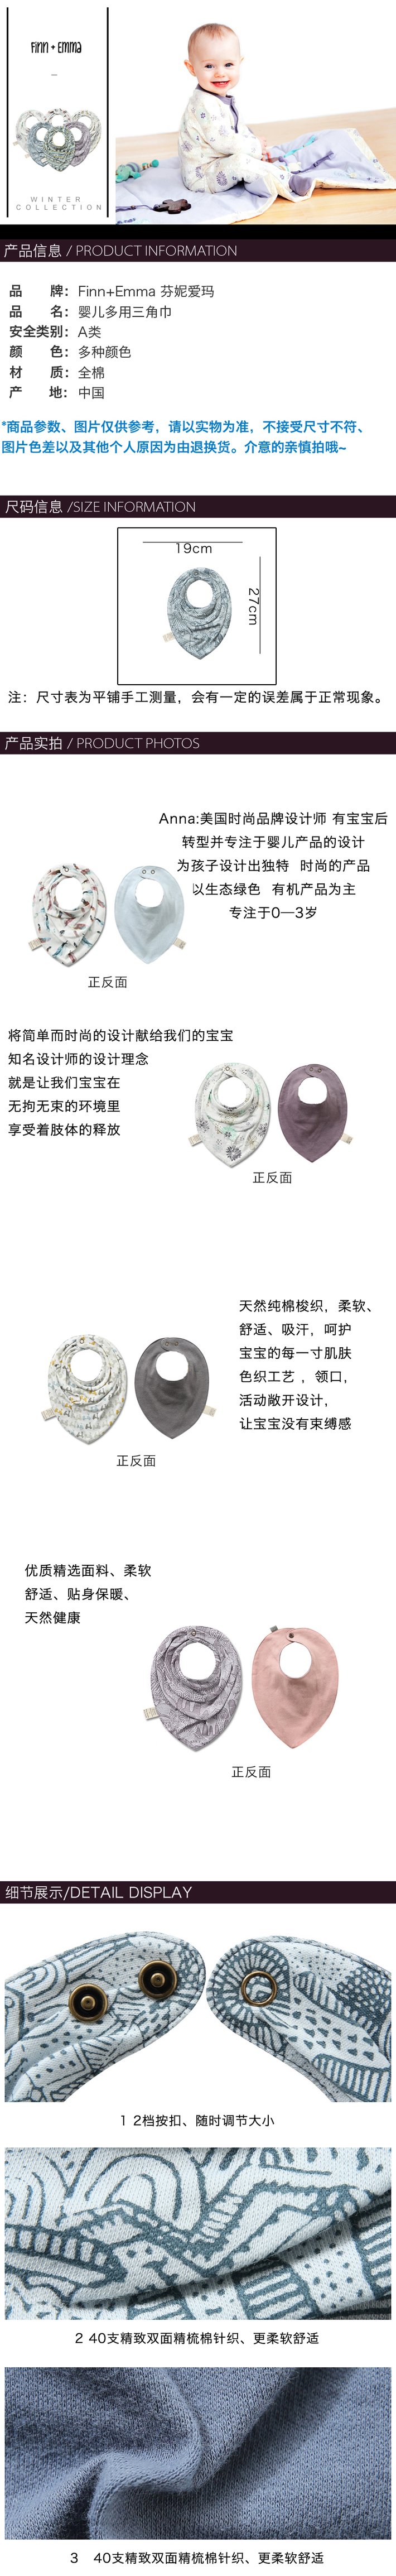 Finn + Emma
WINTER
COLLECTION
产品信息 / PRODUCT INFORMATION
品 牌: Finn+Emma 芬妮爱玛
品 名: 婴儿多用三角巾
安全类别: A类
颜 色: 多种颜色
材 质: 全棉
产 地: 中国
*商品参数、图片仅供参考，请以实物为准，不接受尺寸不符、
图片色差以及其他个人原因为由退换货。介意的亲慎拍哦~
尺码信息 /SIZE INFORMATION
19cm
27cm
注：尺寸表为平铺手工测量，会有一定的误差属于正常现象。
产品实拍 / PRODUCT PHOTOS
Anna:美国时尚品牌设计师 有宝宝后
转型并专注于婴儿产品的设计
为孩子设计出独特 时尚的产品
以生态绿色 有机产品为主
专注于0—3岁
正反面
将简单而时尚的设计献给我们的宝宝
知名设计师的设计理念
就是让我们宝宝在
无拘无束的环境里
享受着肢体的释放
正反面
天然纯棉梭织，柔软、
舒适、吸汗，呵护
宝宝的每一寸肌肤
色织工艺 ，领口，
活动敞开设计，
让宝宝没有束缚感
正反面
优质精选面料、柔软
舒适、贴身保暖、
天然健康
正反面
细节展示/DETAIL DISPLAY
1 2档按扣、随时调节大小
2 40支精致双面精梳棉针织、更柔软舒适
3 40支精致双面精梳棉针织、更柔软舒适